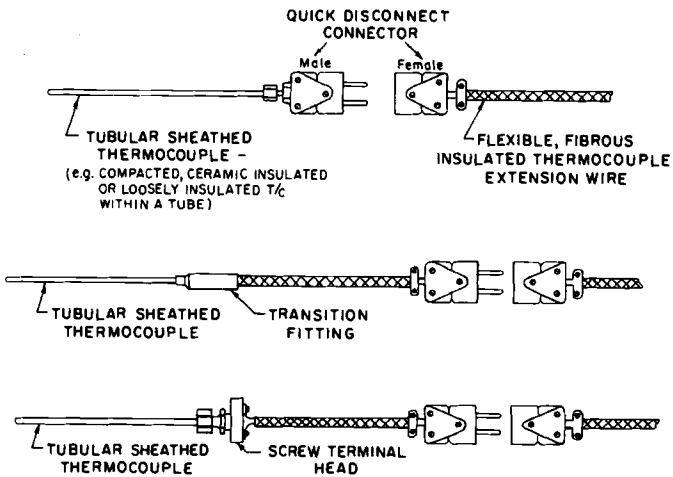 QUICK DISCONNECT
CONNECTOR
Male
Female
TUBULAR SHEATHED
THERMOCOUPLE –
(e.g. COMPACTED, CERAMIC INSULATED
OR LOOSELY INSULATED T/C
WITHIN A TUBE)
FLEXIBLE, FIBROUS
INSULATED THERMOCOUPLE
EXTENSION WIRE
TUBULAR SHEATHED
THERMOCOUPLE
TRANSITION
FITTING
TUBULAR SHEATHED
THERMOCOUPLE
SCREW TERMINAL
HEAD